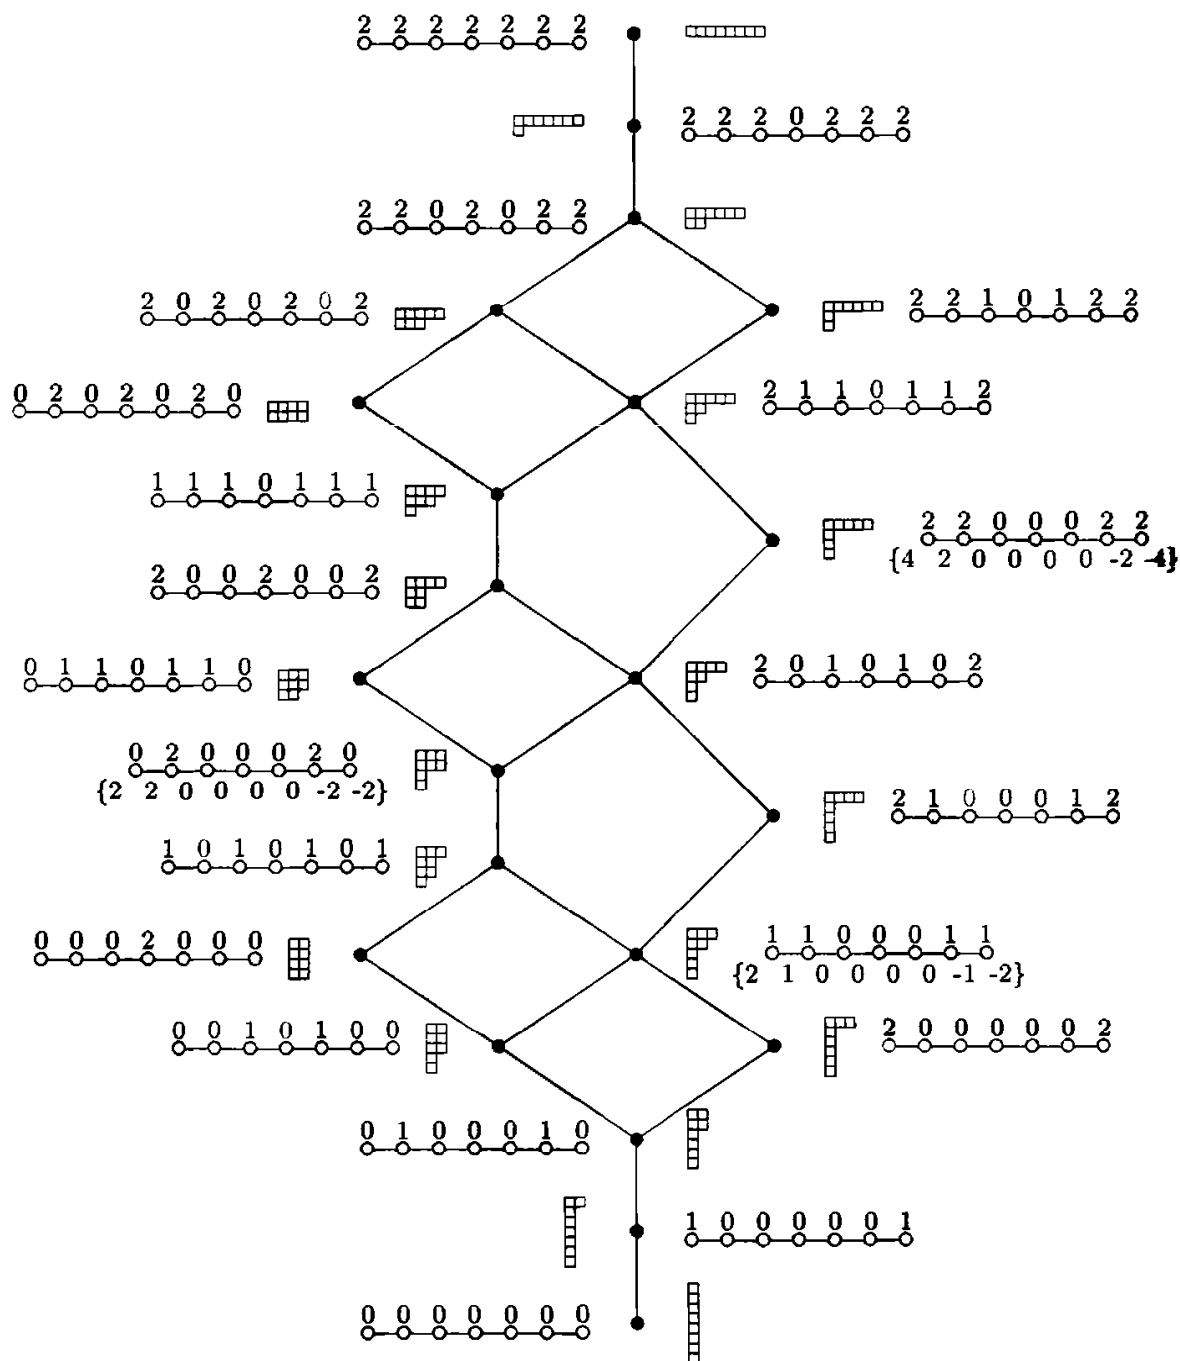 2 2 2 2 2 2 2
2 2 2 0 2 2 2
2 2 0 2 0 2 2
2 0 2 0 2 0 2
2 2 1 0 1 2 2
0 2 0 2 0 2 0
2 1 1 0 1 1 2
1 1 1 0 1 1 1
2 2 0 0 0 2 2
{4 2 0 0 0 0 -2 -4}
2 0 0 2 0 0 2
0 1 1 0 1 1 0
2 0 1 0 1 0 2
0 2 0 0 0 2 0
{2 2 0 0 0 0 -2 -2}
2 1 0 0 0 1 2
1 0 1 0 1 0 1
0 0 0 2 0 0 0
1 1 0 0 0 1 1
{2 1 0 0 0 0 -1 -2}
0 0 1 0 1 0 0
2 0 0 0 0 0 2
0 1 0 0 0 1 0
1 0 0 0 0 0 1
0 0 0 0 0 0 0